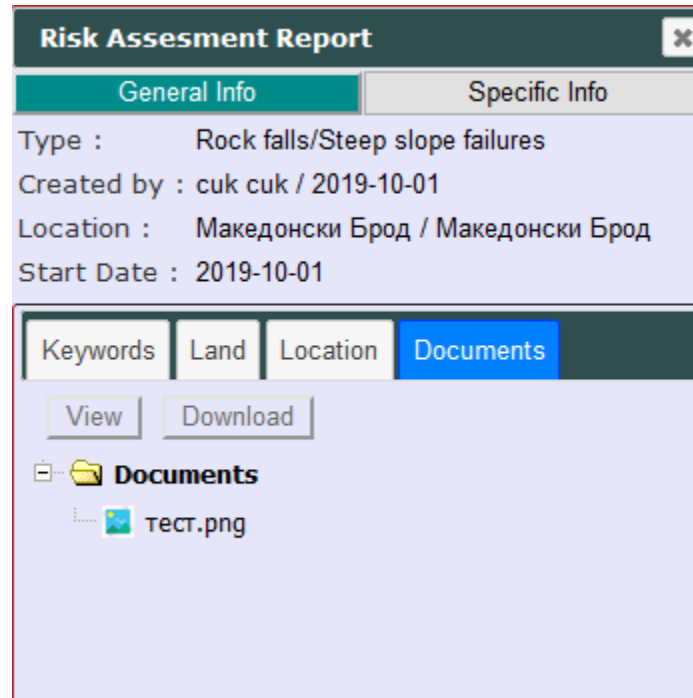 Risk Assesment Report
General Info Specific Info
Type : Rock falls/Steep slope failures
Created by : cuk cuk / 2019-10-01
Location : Македонски Брод / Македонски Брод
Start Date : 2019-10-01
Keywords Land Location Documents
View Download
Documents
тест.png